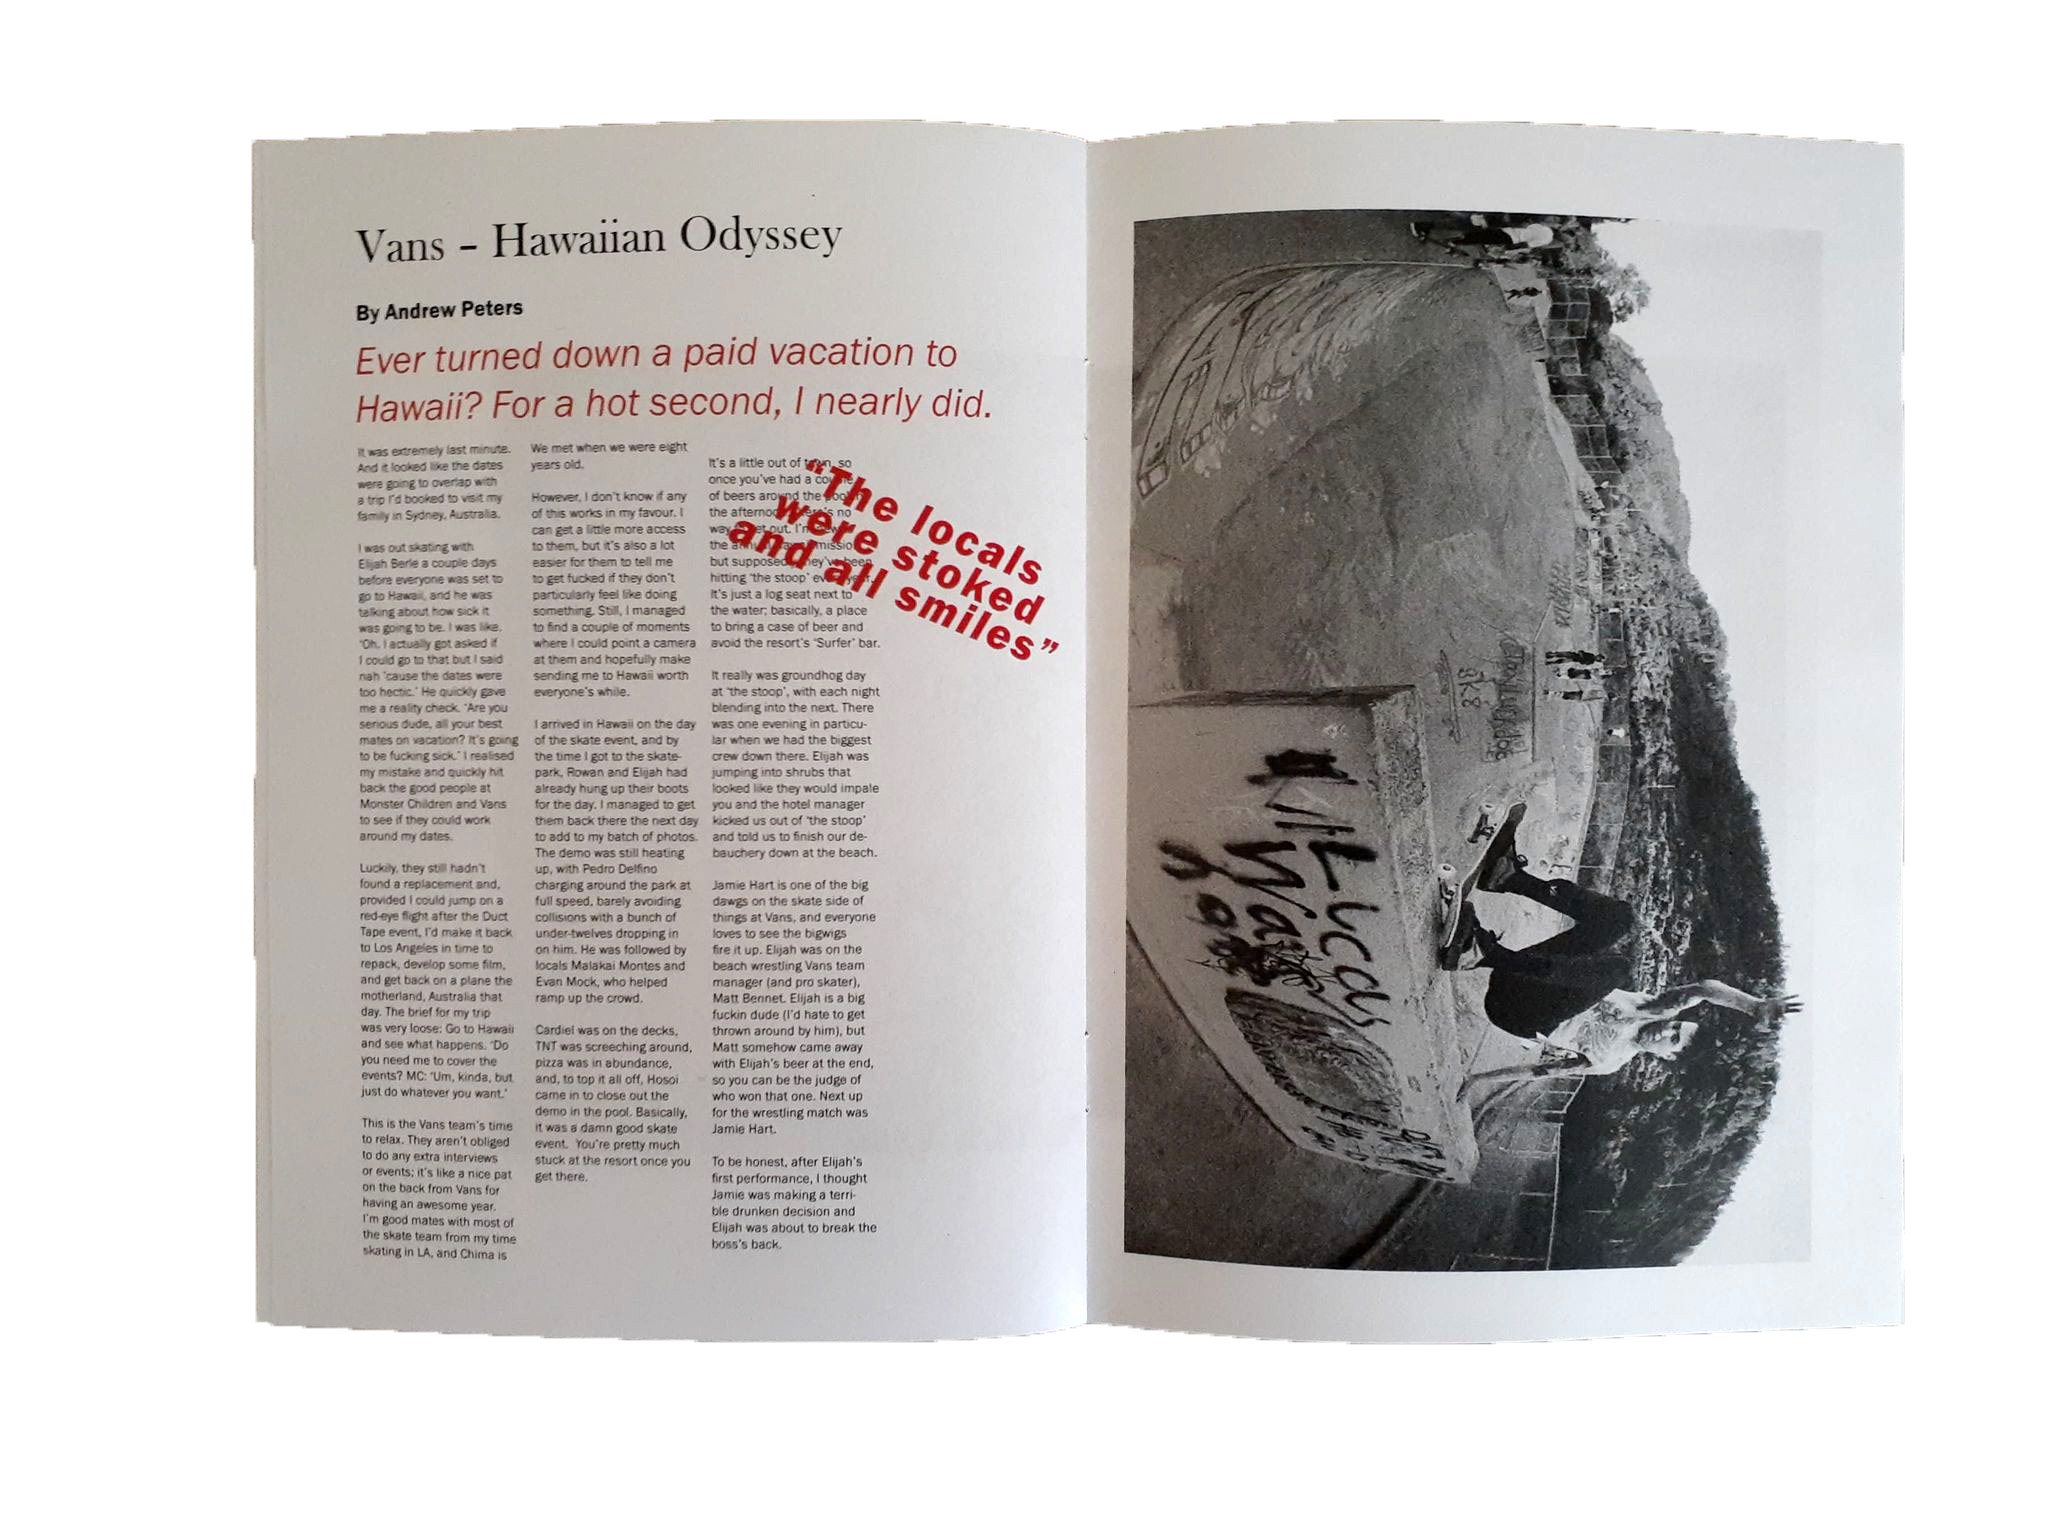 Vans – Hawaiian Odyssey
By Andrew Peters
Ever turned down a paid vacation to
Hawaii? For a hot second, I nearly did.
It was extremely last minute.
And it looked like the dates
were going to overlap with
a trip I'd booked to visit my
family in Sydney, Australia.
I was out skating with
Elijah Berle a couple days
before everyone was set to
go to Hawaii, and he was
talking about how sick it
was going to be. I was like,
'Oh, I actually got asked if
I could go to that but I said
nah 'cause the dates were
too hectic.' He quickly gave
me a reality check. 'Are you
serious dude, all your best
mates on vacation? It's going
to be fucking sick.' I realised
my mistake and quickly hit
back the good people at
Monster Children and Vans
to see if they could work
around my dates.
Luckily, they still hadn't
found a replacement and,
provided I could jump on a
red-eye flight after the Duct
Tape event, I'd make it back
to Los Angeles in time to
repack, develop some film,
and get back on a plane the
motherland, Australia that
day. The brief for my trip
was very loose: Go to Hawaii
and see what happens. 'Do
you need me to cover the
events? MC: 'Um, kinda, but
just do whatever you want.'
This is the Vans team's time
to relax. They aren't obliged
to do any extra interviews
or events; it's like a nice pat
on the back from Vans for
having an awesome year.
I'm good mates with most of
the skate team from my time
skating in LA, and Chima is
We met when we were eight
years old.
However, I don't know if any
of this works in my favour. I
can get a little more access
to them, but it's also a lot
easier for them to tell me
to get fucked if they don't
particularly feel like doing
something. Still, I managed
to find a couple of moments
where I could point a camera
at them and hopefully make
sending me to Hawaii worth
everyone's while.
I arrived in Hawaii on the day
of the skate event, and by
the time I got to the skate-
park, Rowan and Elijah had
already hung up their boots
for the day. I managed to get
them back there the next day
to add to my batch of photos.
The demo was still heating
up, with Pedro Delfino
charging around the park at
full speed, barely avoiding
collisions with a bunch of
under-twelves dropping in
on him. He was followed by
locals Malakai Montes and
Evan Mock, who helped
ramp up the crowd.
Cardiel was on the decks,
TNT was screeching around,
pizza was in abundance,
and, to top it all off, Hosoi
came in to close out the
demo in the pool. Basically,
it was a damn good skate
event. You're pretty much
stuck at the resort once you
get there.
It's a little out of town, so
once you've had a
of beers around the
the no
way out.
the
but
hitting 'the stoop'
It's just a log seat next to
the water; basically, a place
to bring a case of beer and
avoid the resort's 'Surfer' bar.
It really was groundhog day
at 'the stoop', with each night
blending into the next. There
was one evening in particu-
lar when we had the biggest
crew down there. Elijah was
jumping into shrubs that
looked like they would impale
you and the hotel manager
kicked us out of 'the stoop'
and told us to finish our de-
bauchery down at the beach.
Jamie Hart is one of the big
dawgs on the skate side of
things at Vans, and everyone
loves to see the bigwigs
fire it up. Elijah was on the
beach wrestling Vans team
manager (and pro skater),
Matt Bennet. Elijah is a big
fuckin dude (I'd hate to get
thrown around by him), but
Matt somehow came away
with Elijah's beer at the end,
so you can be the judge of
who won that one. Next up
for the wrestling match was
Jamie Hart.
To be honest, after Elijah's
first performance, I thought
Jamie was making a terri-
ble drunken decision and
Elijah was about to break the
boss's back.
"The locals
were stoked
and all smiles"
Lucas
SK8